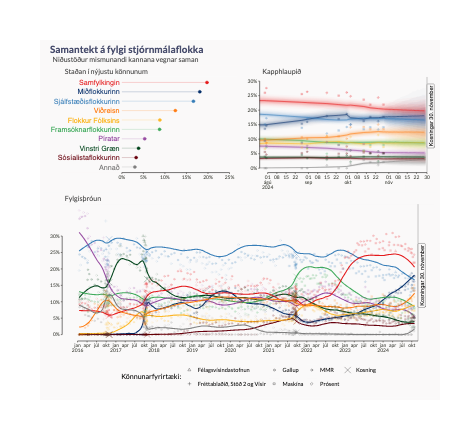 Samantekt á fylgi stjórnmálaflokka
Niðustöður mismunandi kannana vegnar saman
Staðan í nýjustu könnunum
Samfylkingin
Miðflokkurinn
Sjálfstæðisflokkurinn
Viðreisn
Flokkur Fólksins
Framsóknarflokkurinn
Píratar
Vinstri Græn
Sósíalistaflokkurinn
Annað
0% 5% 10% 15% 20% 25%
Kapphlaupið
30%
25%
20%
15%
10%
5%
0%
01 08 15 22 01 08 15 22 01 08 15 22 01 08 15 22 30
ágú sep okt nóv
2024
Kosningar 30. nóvember
Fylgisþróun
30%
25%
20%
15%
10%
5%
0%
jan apr júl okt jan apr júl okt jan apr júl okt jan apr júl okt jan apr júl okt jan apr júl okt jan apr júl okt jan apr júl okt jan apr júl okt
2016 2017 2018 2019 2020 2021 2022 2023 2024
Kosningar 30. nóvember
Könnunarfyrirtæki:
Félagsvísindastofnun Gallup MMR Kosning
Fréttablaðið, Stöð 2 og Vísir Maskína Prósent